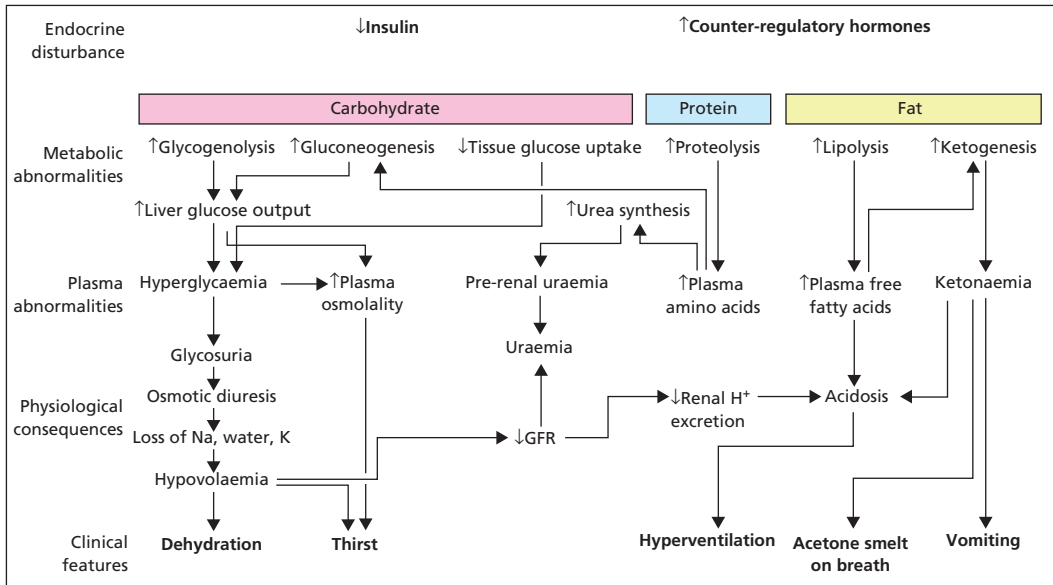 Endocrine
disturbance
↓Insulin
↑Counter-regulatory hormones
Carbohydrate
Protein
Fat
Metabolic
abnormalities
↑Glycogenolysis
↑Gluconeogenesis
↓Tissue glucose uptake
↑Proteolysis
↑Lipolysis
↑Ketogenesis
↑Liver glucose output
↑Urea synthesis
Plasma
abnormalities
Hyperglycaemia
↑Plasma
osmolality
Pre-renal uraemia
↑Plasma
amino acids
↑Plasma free
fatty acids
Ketonaemia
Uraemia
Glycosuria
Physiological
consequences
Osmotic diuresis
↓Renal H⁺
excretion
Acidosis
Loss of Na, water, K
↓GFR
Hypovolaemia
Clinical
features
Dehydration
Thirst
Hyperventilation
Acetone smelt
on breath
Vomiting